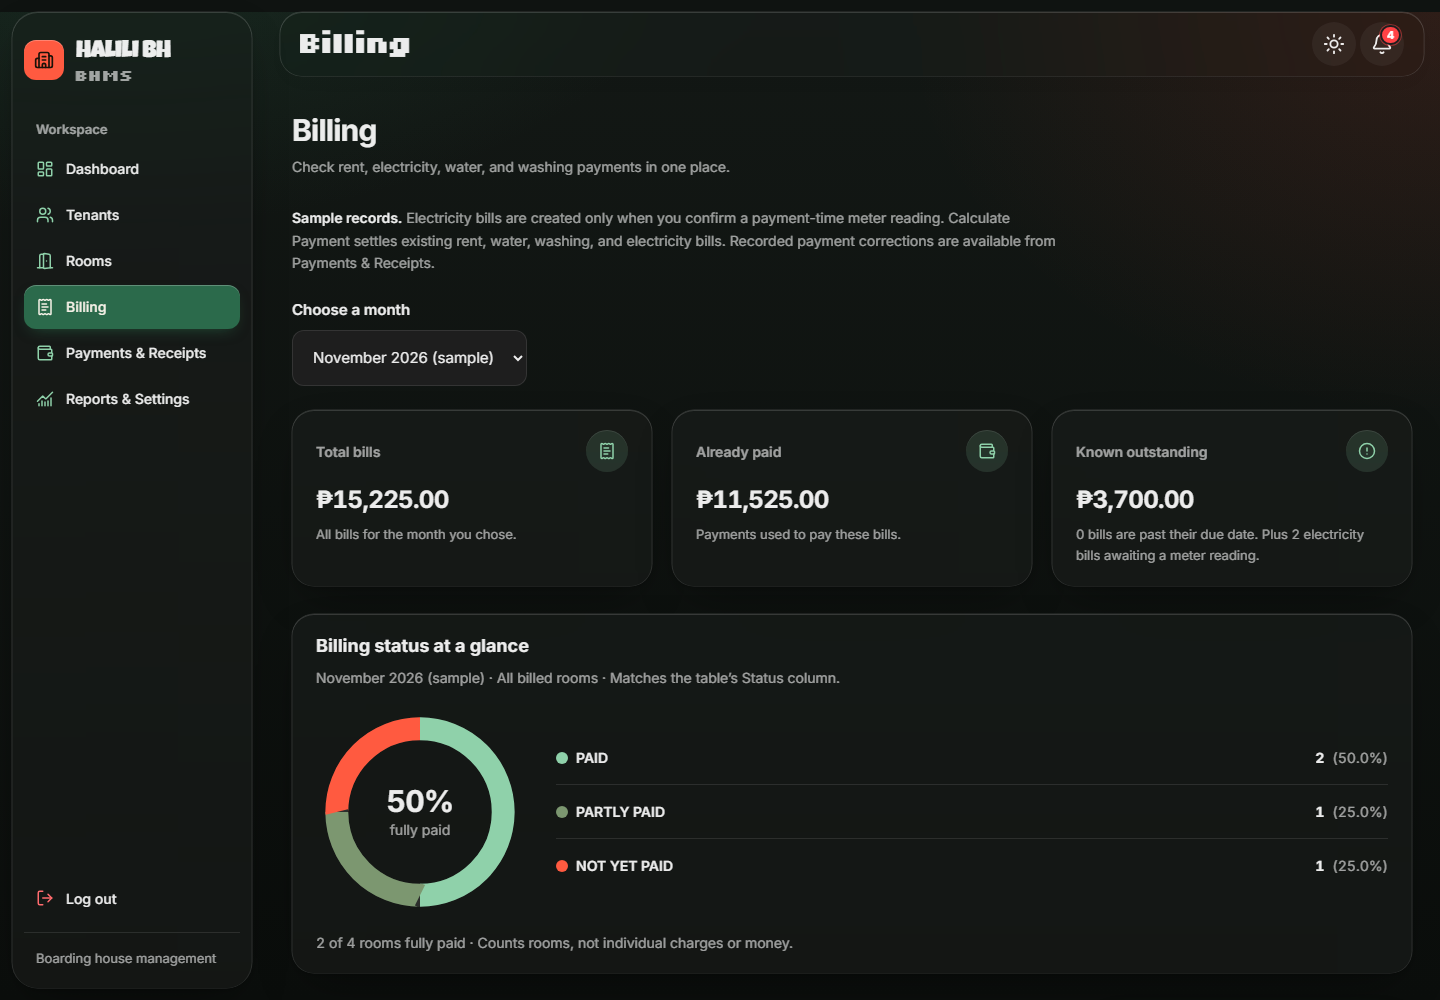 HALILI BH
BHMS
Workspace
Dashboard
Tenants
Rooms
Billing
Payments & Receipts
Reports & Settings
Log out
Boarding house management
Billing
4
Billing
Check rent, electricity, water, and washing payments in one place.
Sample records. Electricity bills are created only when you confirm a payment-time meter reading. Calculate
Payment settles existing rent, water, washing, and electricity bills. Recorded payment corrections are available from
Payments & Receipts.
Choose a month
November 2026 (sample)
Total bills
₱15,225.00
All bills for the month you chose.
Already paid
₱11,525.00
Payments used to pay these bills.
Known outstanding
₱3,700.00
0 bills are past their due date. Plus 2 electricity
bills awaiting a meter reading.
Billing status at a glance
November 2026 (sample) · All billed rooms · Matches the table's Status column.
50%
fully paid
PAID 2 (50.0%)
PARTLY PAID 1 (25.0%)
NOT YET PAID 1 (25.0%)
2 of 4 rooms fully paid · Counts rooms, not individual charges or money.